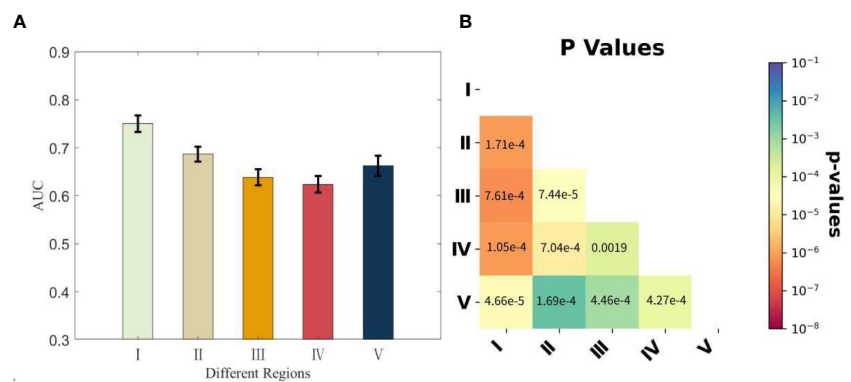 A
0.9
0.8
0.7
0.6
0.5
0.4
0.3
AUC
I II III IV V
Different Regions
B
P Values
I
II 1.71e-4
III 7.61e-4 7.44e-5
IV 1.05e-4 7.04e-4 0.0019
V 4.66e-5 1.69e-4 4.46e-4 4.27e-4
I II III IV V
10⁻¹
10⁻²
10⁻³
10⁻⁴
10⁻⁵
10⁻⁶
10⁻⁷
10⁻⁸
p-values